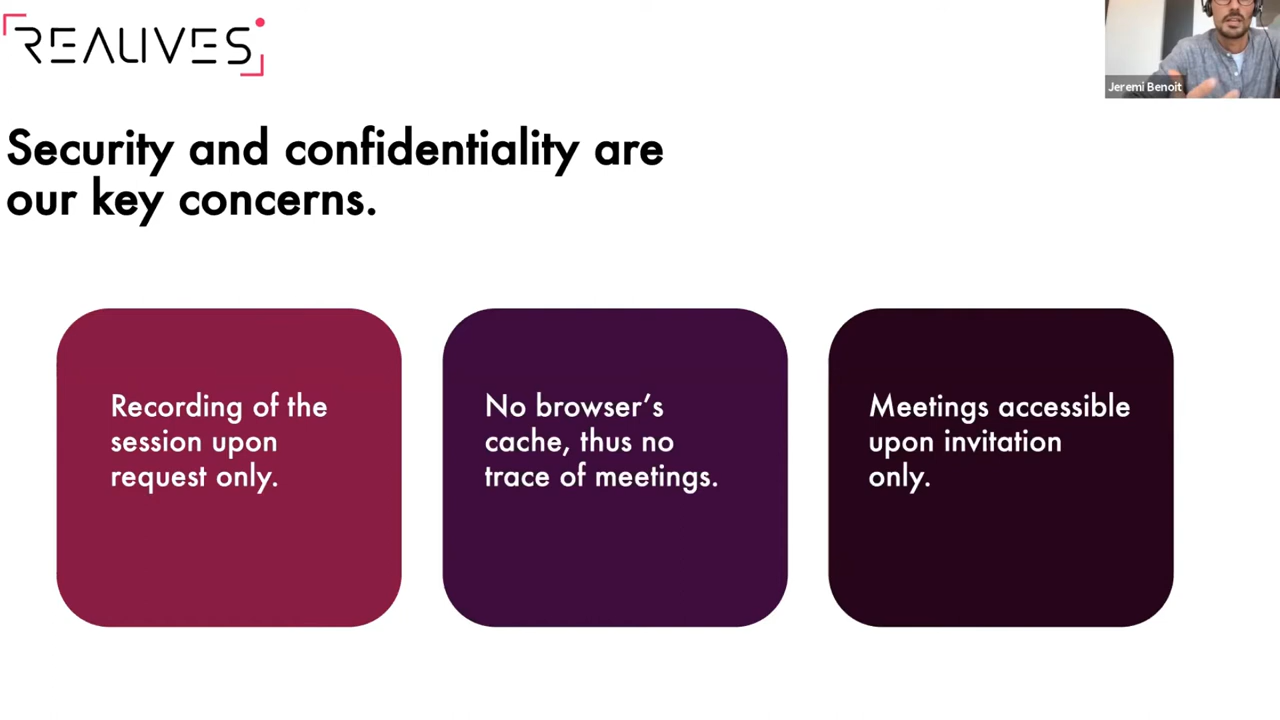 REALIVES
Jeremi Benoit
Security and confidentiality are
our key concerns.
Recording of the
session upon
request only.
No browser’s
cache, thus no
trace of meetings.
Meetings accessible
upon invitation
only.